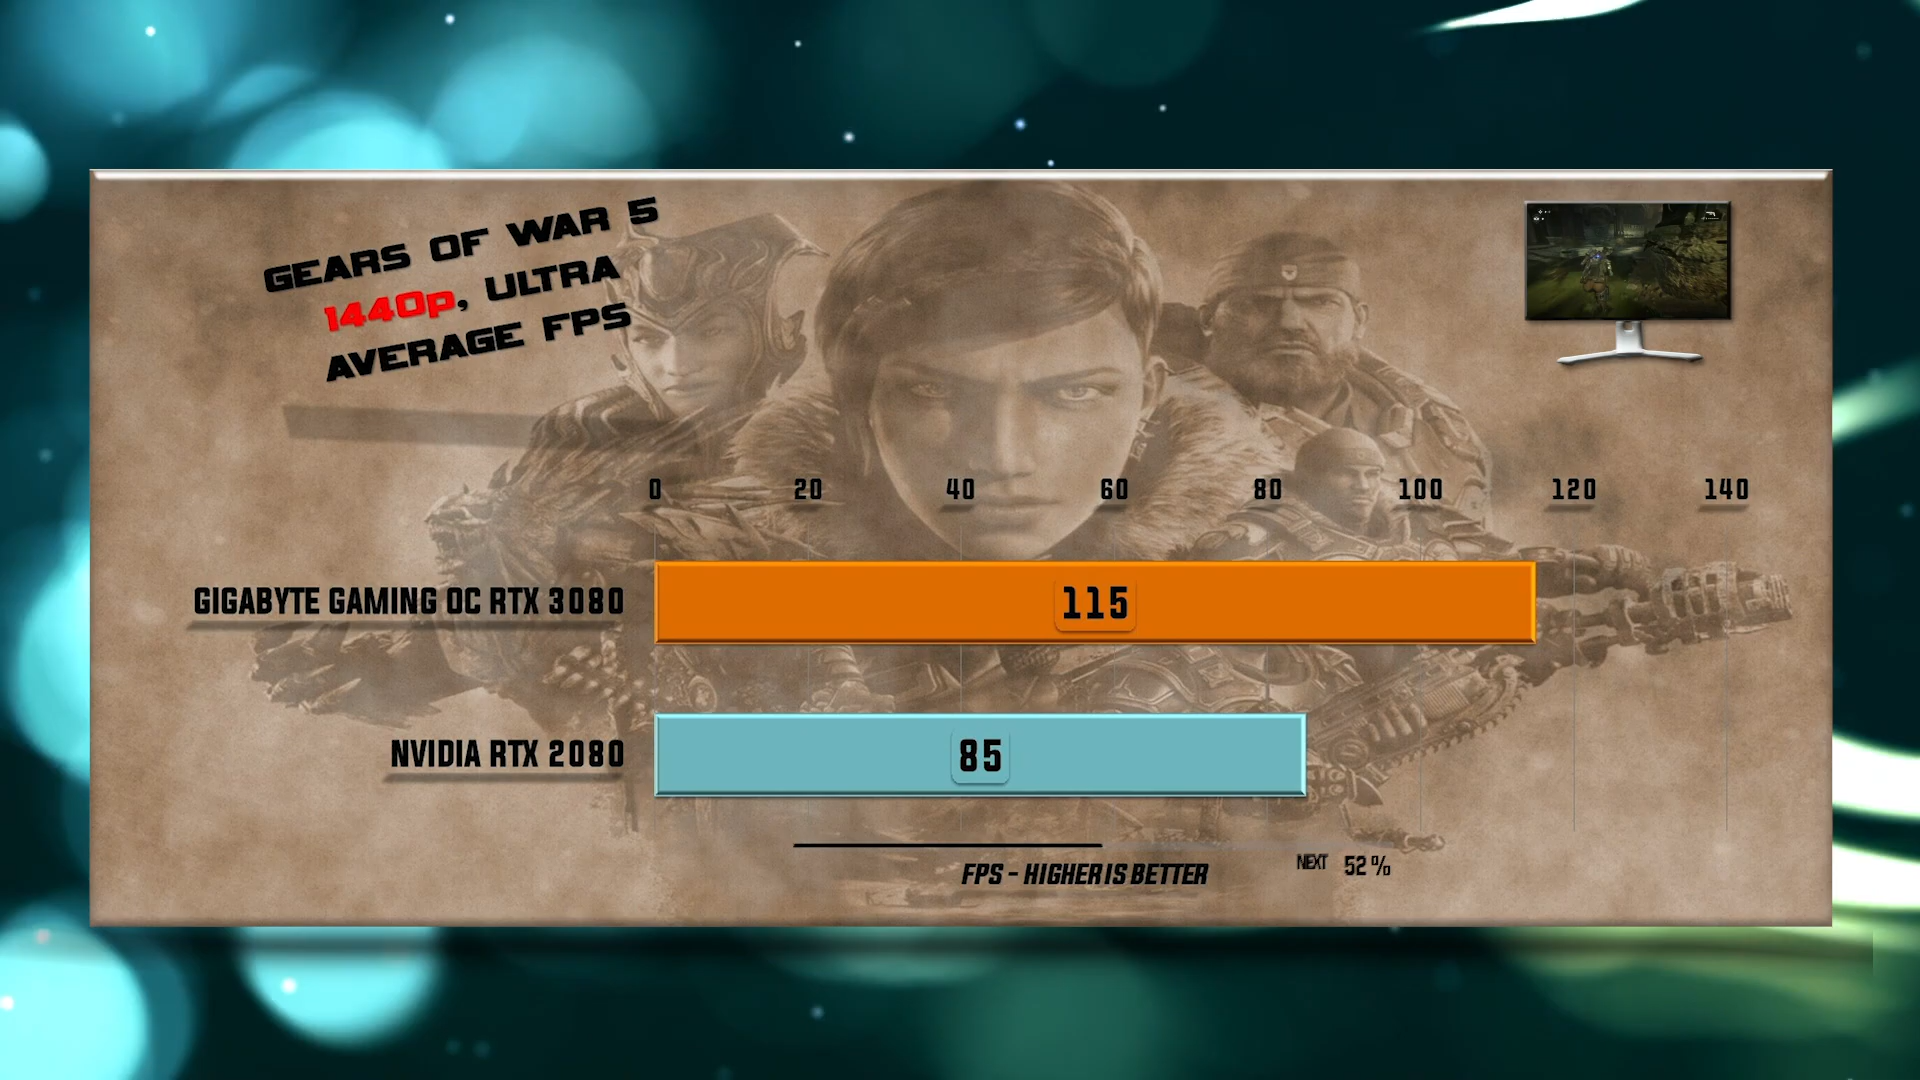 GEARS OF WAR 5
1440p, ULTRA
AVERAGE FPS
0 20 40 60 80 100 120 140
GIGABYTE GAMING OC RTX 3080
115
NVIDIA RTX 2080
85
FPS - HIGHER IS BETTER
NEXT 52%